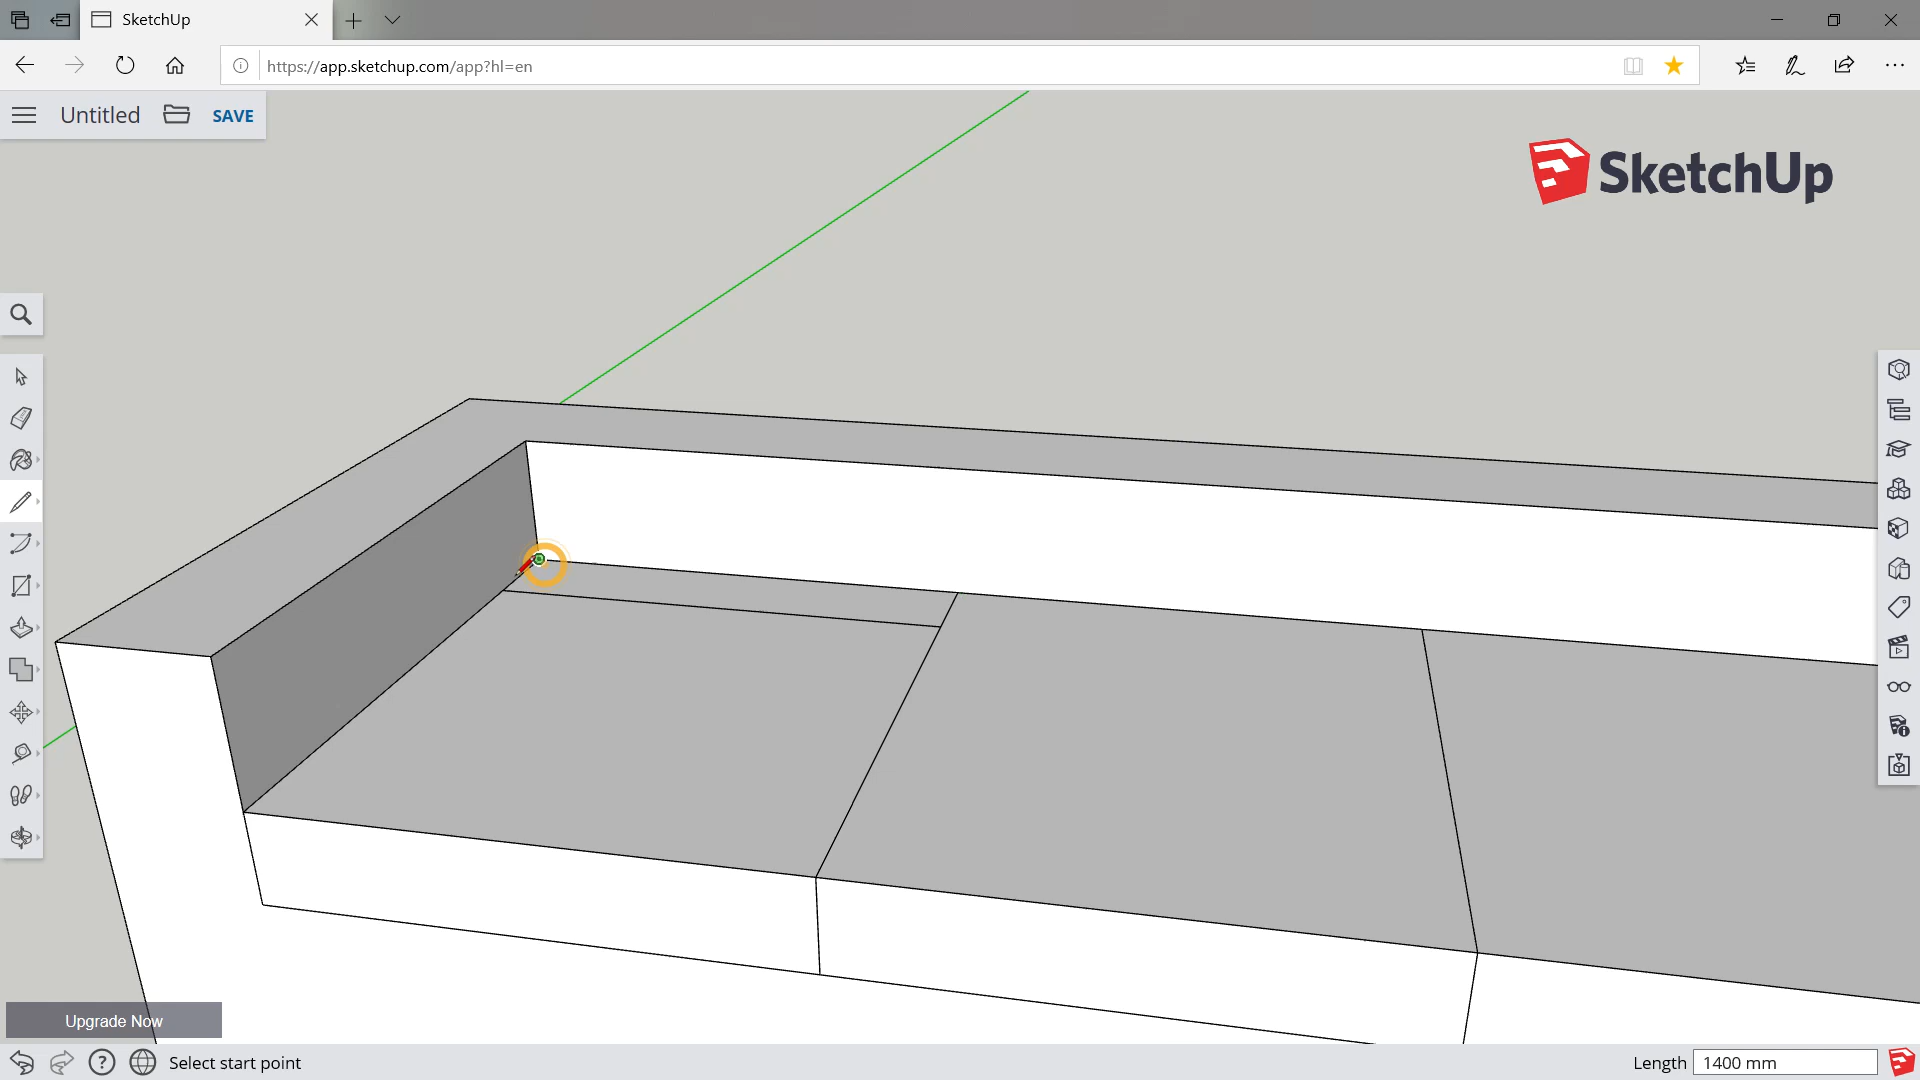 SketchUp
https://app.sketchup.com/app?hl=en
Untitled
SAVE
SketchUp
Upgrade Now
Select start point
Length 1400 mm